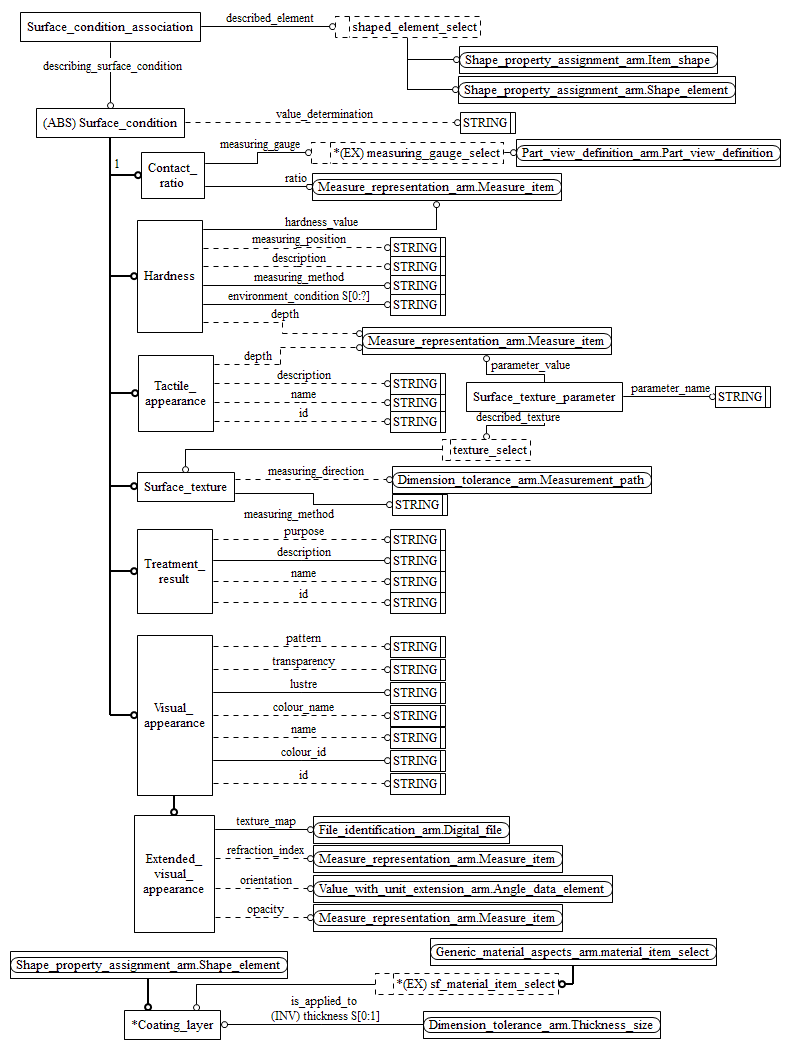 Surface_condition_association
described_element
shaped_element_select
Shape_property_assignment_arm.Item_shape
describing_surface_condition
Shape_property_assignment_arm.Shape_element
(ABS) Surface_condition
value_determination
STRING
1
Contact_
ratio
measuring_gauge
*(EX) measuring_gauge_select
Part_view_definition_arm.Part_view_definition
ratio
Measure_representation_arm.Measure_item
Hardness
hardness_value
measuring_position
STRING
description
STRING
measuring_method
STRING
environment_condition S[0:?]
STRING
depth
Measure_representation_arm.Measure_item
Tactile_
appearance
depth
description
STRING
name
STRING
id
STRING
parameter_value
Surface_texture_parameter
parameter_name
STRING
described_texture
texture_select
Surface_texture
measuring_direction
Dimension_tolerance_arm.Measurement_path
measuring_method
STRING
Treatment_
result
purpose
STRING
description
STRING
name
STRING
id
STRING
Visual_
appearance
pattern
STRING
transparency
STRING
lustre
STRING
colour_name
STRING
name
STRING
colour_id
STRING
id
STRING
Extended_
visual_
appearance
texture_map
File_identification_arm.Digital_file
refraction_index
Measure_representation_arm.Measure_item
orientation
Value_with_unit_extension_arm.Angle_data_element
opacity
Measure_representation_arm.Measure_item
Generic_material_aspects_arm.material_item_select
Shape_property_assignment_arm.Shape_element
*(EX) sf_material_item_select
*Coating_layer
is_applied_to
(INV) thickness S[0:1]
Dimension_tolerance_arm.Thickness_size